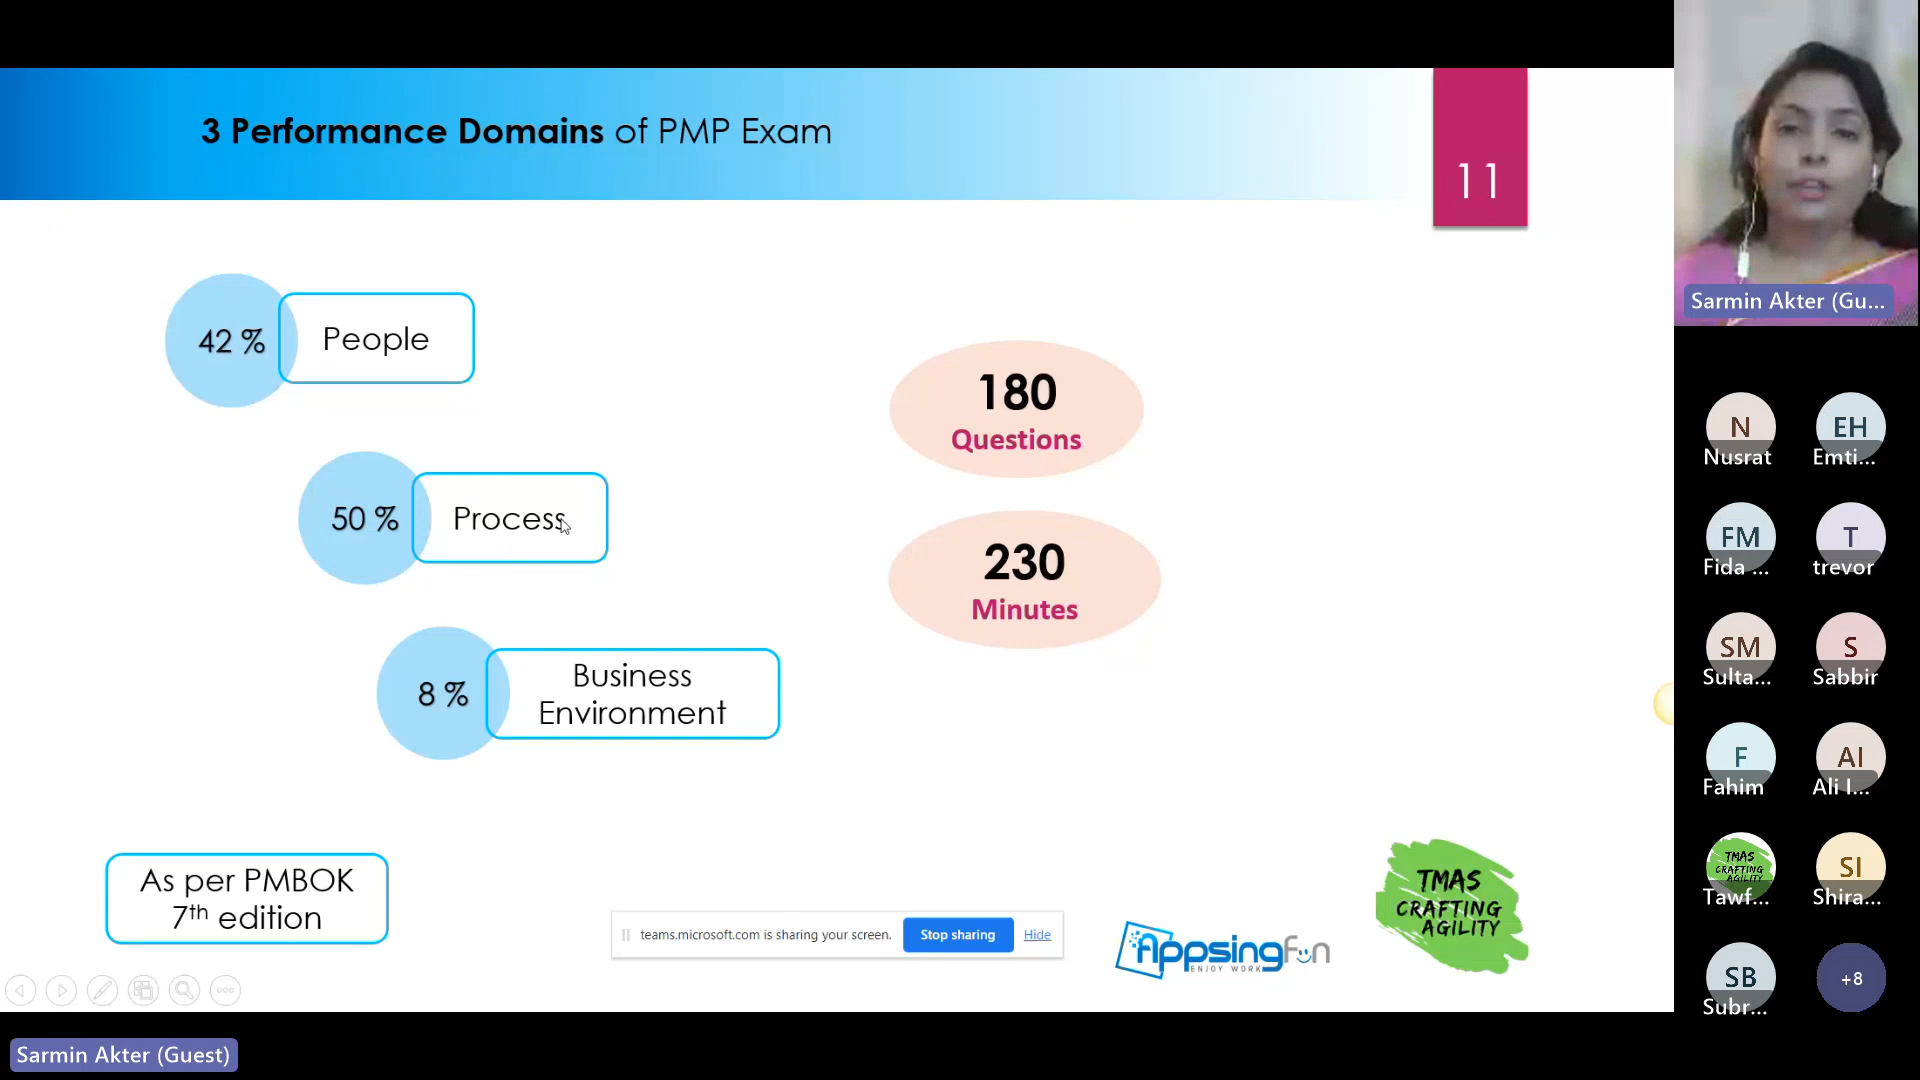 3 Performance Domains of PMP Exam
11
42 %
People
50 %
Process
8 %
Business
Environment
180
Questions
230
Minutes
As per PMBOK
7th edition
teams.microsoft.com is sharing your screen.
Stop sharing
Hide
AppsingFun
ENJOY WORK
TMAS
CRAFTING
AGILITY
Sarmin Akter (Gu...
N
Nusrat
EH
Emti...
FM
Fida ...
T
trevor
SM
Sulta...
S
Sabbir
F
Fahim
AI
Ali I...
TMAS
CRAFTING
AGILITY
Tawf...
SI
Shira...
SB
Subr...
+8
Sarmin Akter (Guest)